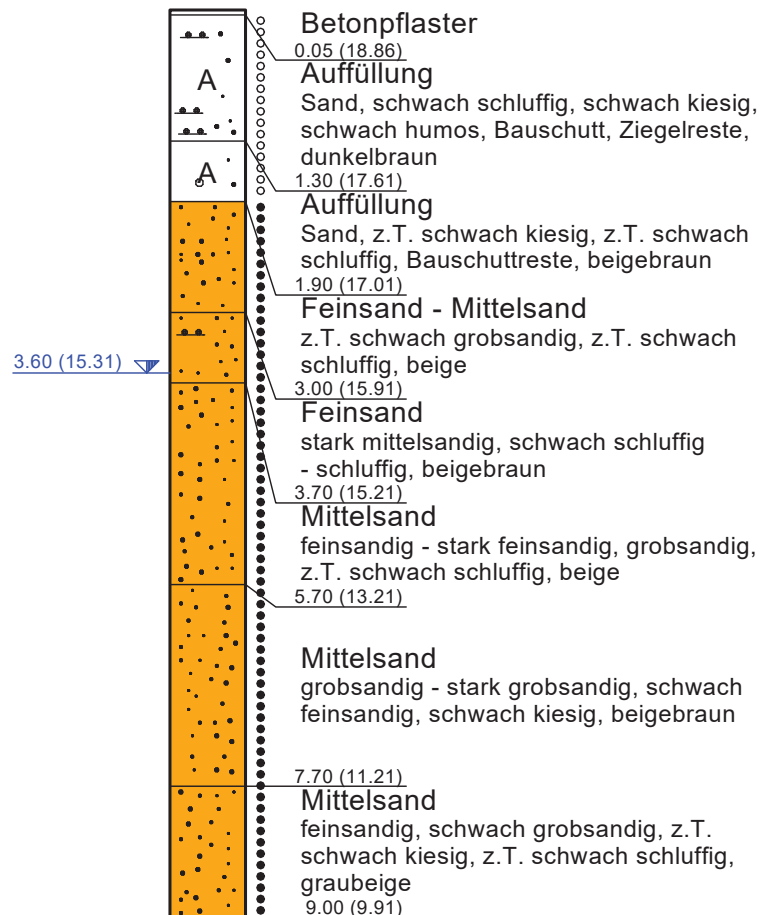 Betonpflaster
0.05 (18.86)
A
Auffüllung
Sand, schwach schluffig, schwach kiesig,
schwach humos, Bauschutt, Ziegelreste,
dunkelbraun
1.30 (17.61)
A
Auffüllung
Sand, z.T. schwach kiesig, z.T. schwach
schluffig, Bauschuttreste, beigebraun
1.90 (17.01)
Feinsand - Mittelsand
z.T. schwach grobsandig, z.T. schwach
schluffig, beige
3.60 (15.31)
3.00 (15.91)
Feinsand
stark mittelsandig, schwach schluffig
- schluffig, beigebraun
3.70 (15.21)
Mittelsand
feinsandig - stark feinsandig, grobsandig,
z.T. schwach schluffig, beige
5.70 (13.21)
Mittelsand
grobsandig - stark grobsandig, schwach
feinsandig, schwach kiesig, beigebraun
7.70 (11.21)
Mittelsand
feinsandig, schwach grobsandig, z.T.
schwach kiesig, z.T. schwach schluffig,
graubeige
9.00 (9.91)